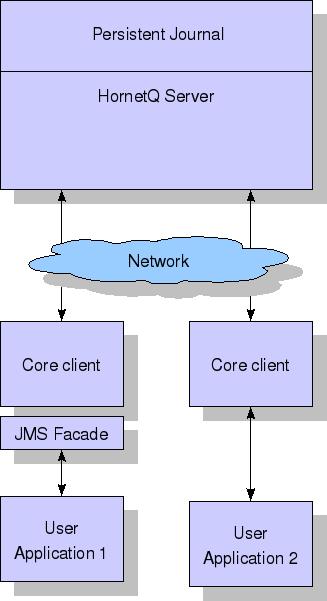 Persistent Journal
HornetQ Server
Network
Core client
Core client
JMS Facade
User
Application 1
User
Application 2